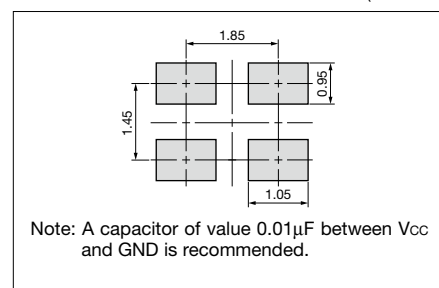 1.85
0.95
1.45
1.05
Note: A capacitor of value 0.01µF between Vcc
and GND is recommended.